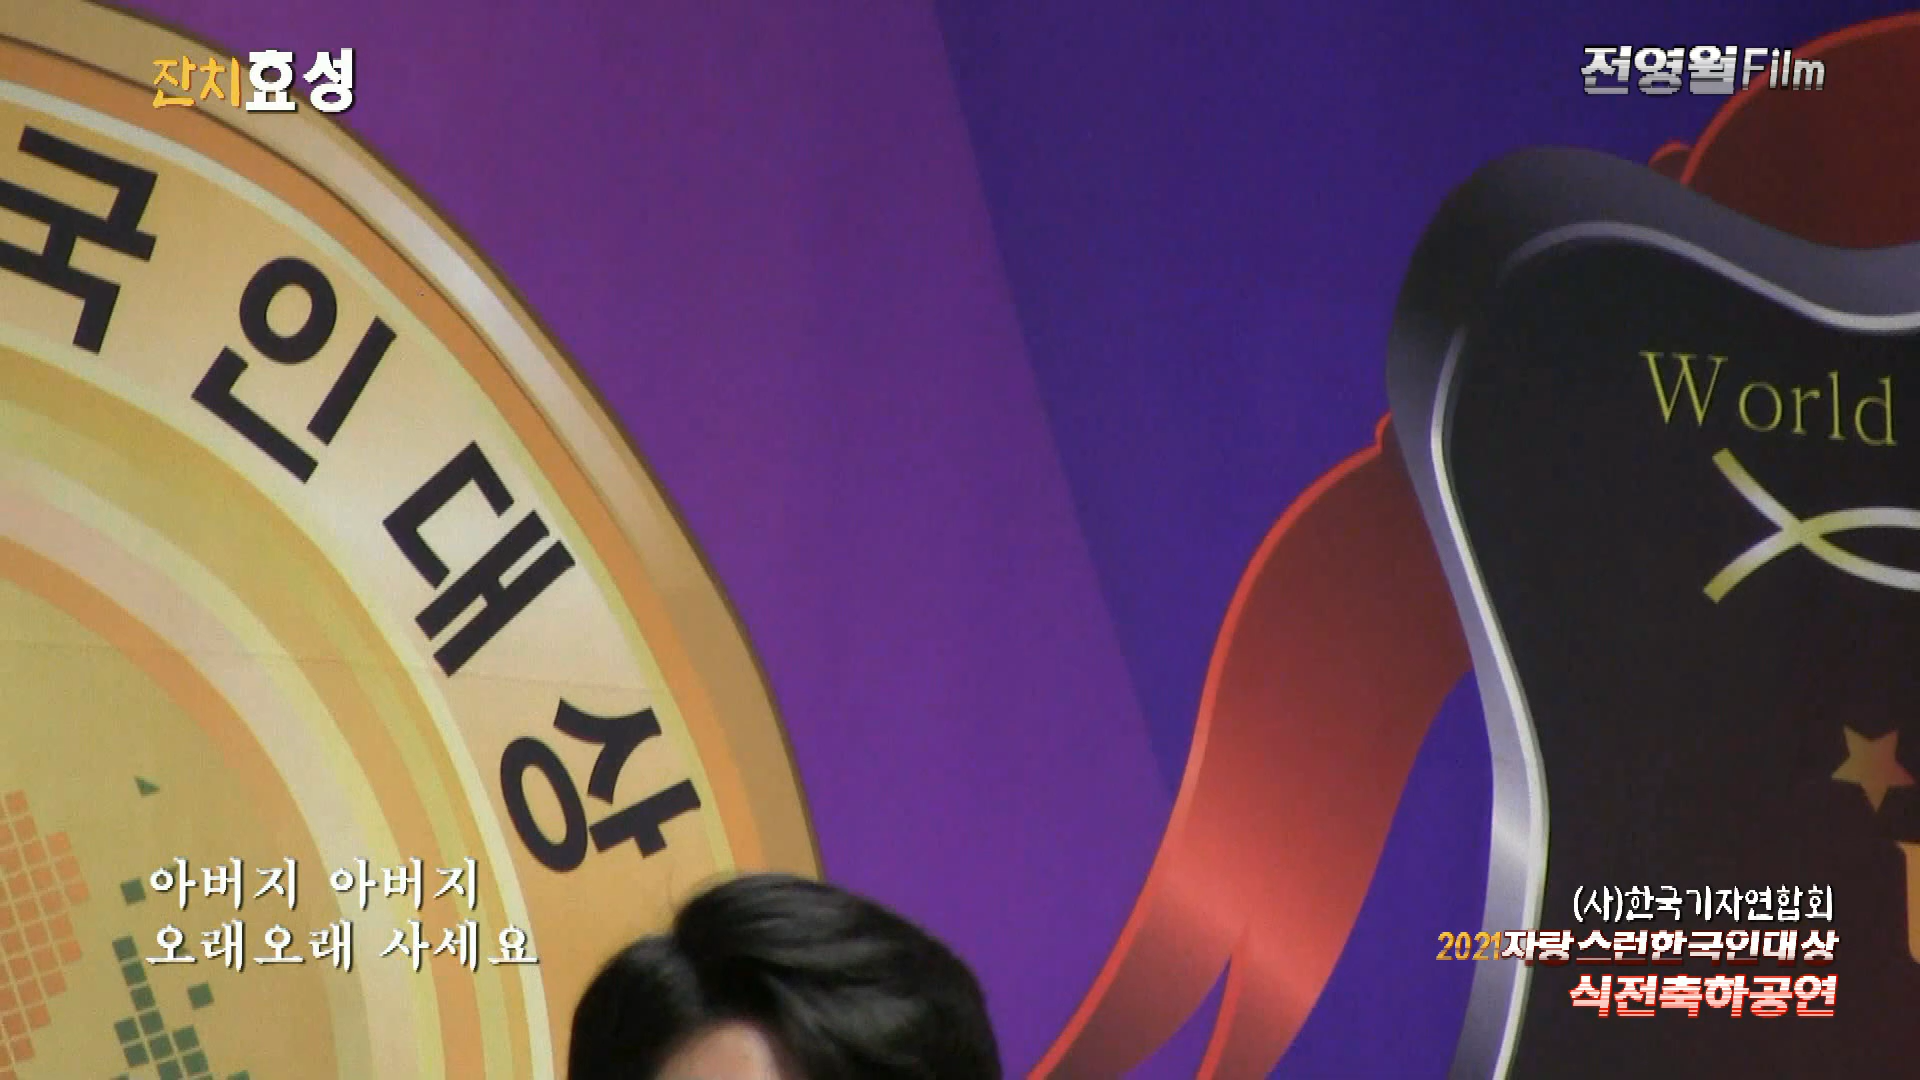 잔치효성
전영월Film
국인대상
World
아버지 아버지
오래오래 사세요
(사)한국기자연합회
2021자랑스런한국인대상
식전축하공연